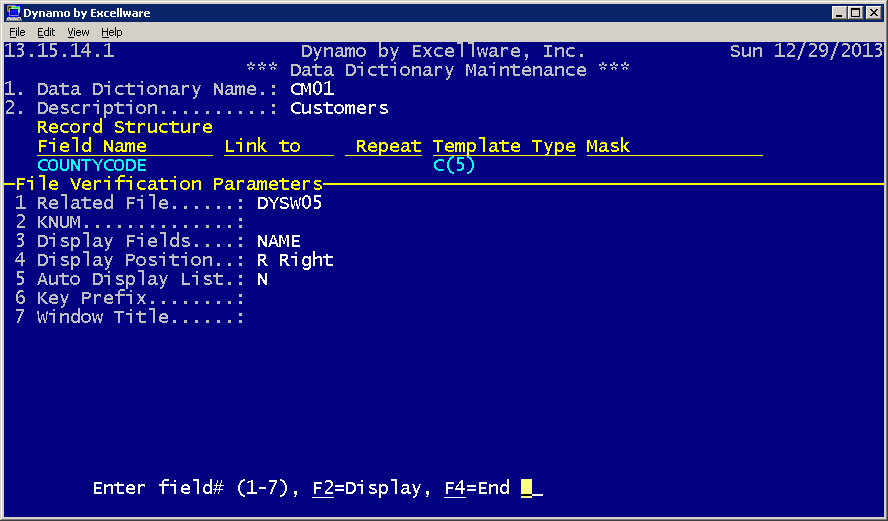 Dynamo by Excellware
File Edit View Help
13.15.14.1 Dynamo by Excellware, Inc. Sun 12/29/2013
*** Data Dictionary Maintenance ***
1. Data Dictionary Name.: CM01
2. Description..........: Customers
Record Structure
Field Name Link to Repeat Template Type Mask
COUNTYCODE C(5)
File Verification Parameters
1 Related File......: DYSW05
2 KNUM..............:
3 Display Fields....: NAME
4 Display Position..: R Right
5 Auto Display List.: N
6 Key Prefix........:
7 Window Title......:
Enter field# (1-7), F2=Display, F4=End _